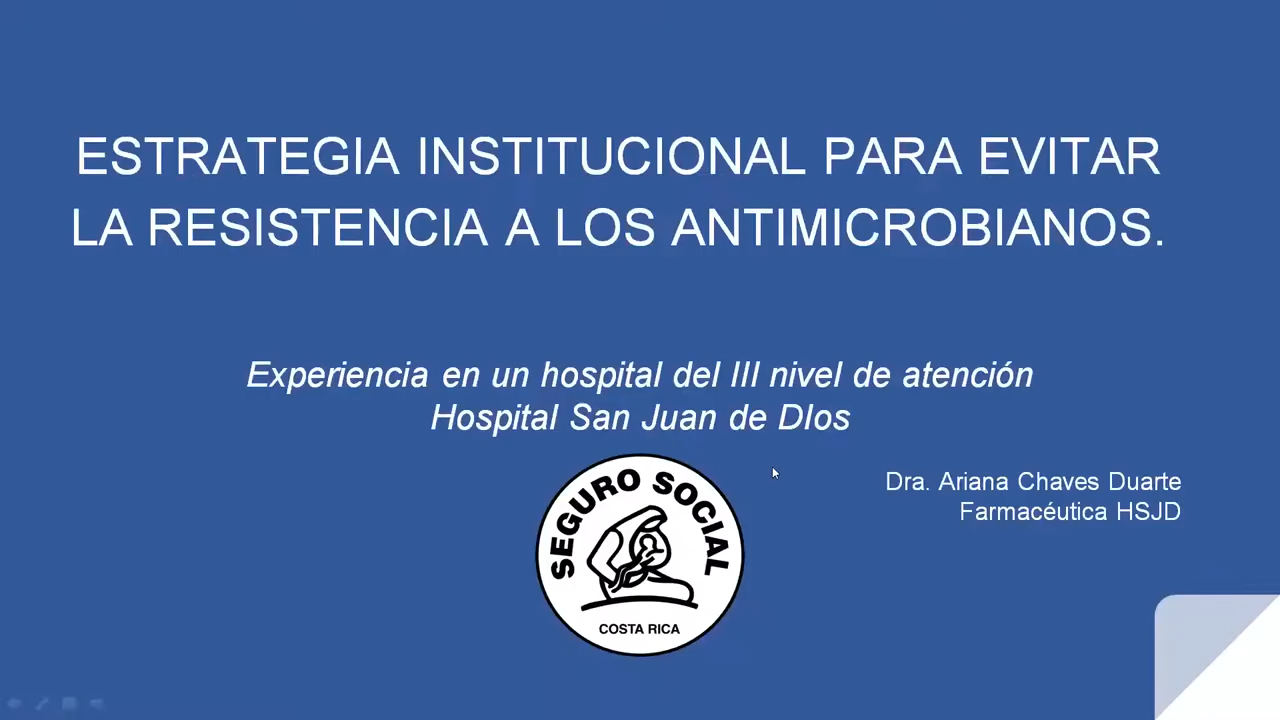 ESTRATEGIA INSTITUCIONAL PARA EVITAR
LA RESISTENCIA A LOS ANTIMICROBIANOS.
Experiencia en un hospital del III nivel de atención
Hospital San Juan de DIos
Dra. Ariana Chaves Duarte
Farmacéutica HSJD
SEGURO SOCIAL
COSTA RICA